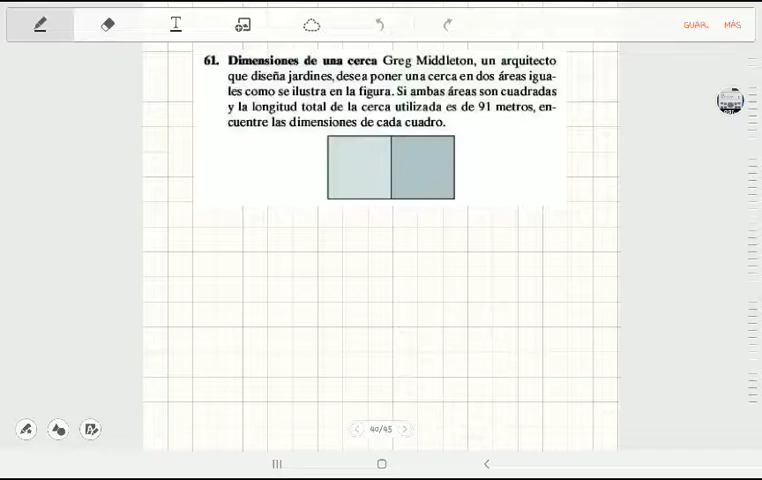 T
GUAR.
MÁS
61. Dimensiones de una cerca Greg Middleton, un arquitecto
que diseña jardines, desea poner una cerca en dos áreas igua-
les como se ilustra en la figura. Si ambas áreas son cuadradas
y la longitud total de la cerca utilizada es de 91 metros, en-
cuentre las dimensiones de cada cuadro.
40/45